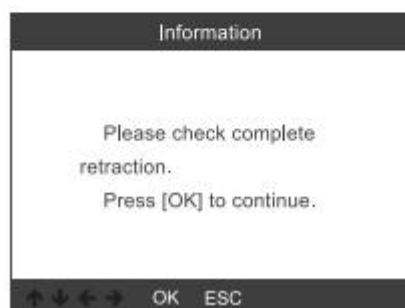 Information
Please check complete
retraction.
Press [OK] to continue.
OK ESC